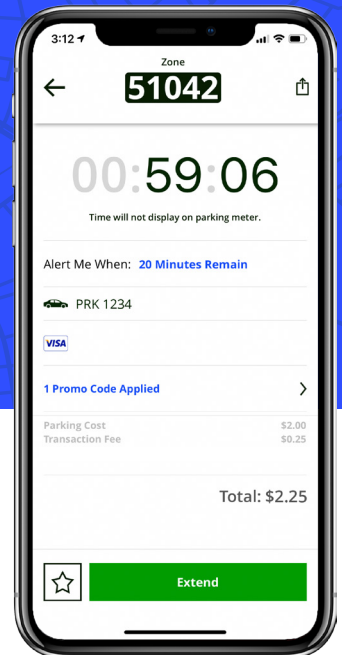 3:12
Zone
51042
00:59:06
Time will not display on parking meter.
Alert Me When: 20 Minutes Remain
PRK 1234
VISA
1 Promo Code Applied
Parking Cost $2.00
Transaction Fee $0.25
Total: $2.25
Extend